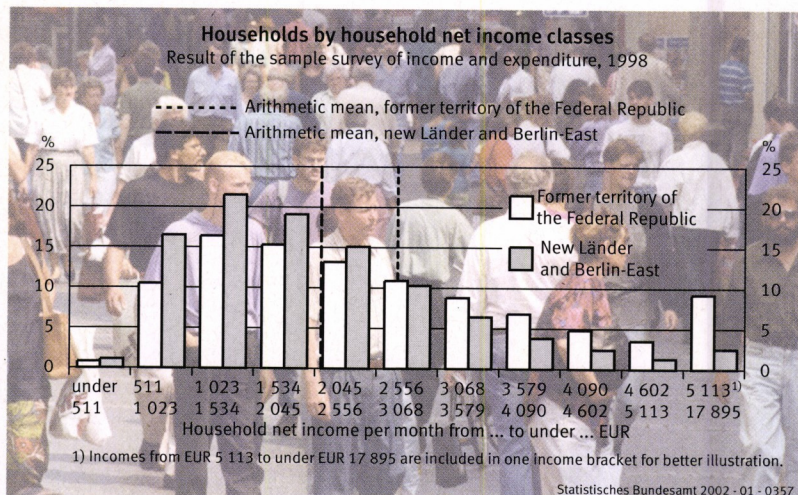 Households by household net income classes
Result of the sample survey of income and expenditure, 1998
Arithmetic mean, former territory of the Federal Republic
Arithmetic mean, new Länder and Berlin-East
% %
25 25
20 20
15 15
10 10
5 5
0 0
Former territory of
the Federal Republic
New Länder
and Berlin-East
under 511 1 023 1 534 2 045 2 556 3 068 3 579 4 090 4 602 5 113 1)
511 1 023 1 534 2 045 2 556 3 068 3 579 4 090 4 602 5 113 17 895
Household net income per month from ... to under ... EUR
1) Incomes from EUR 5 113 to under EUR 17 895 are included in one income bracket for better illustration.
Statistisches Bundesamt 2002 - 01 - 0357